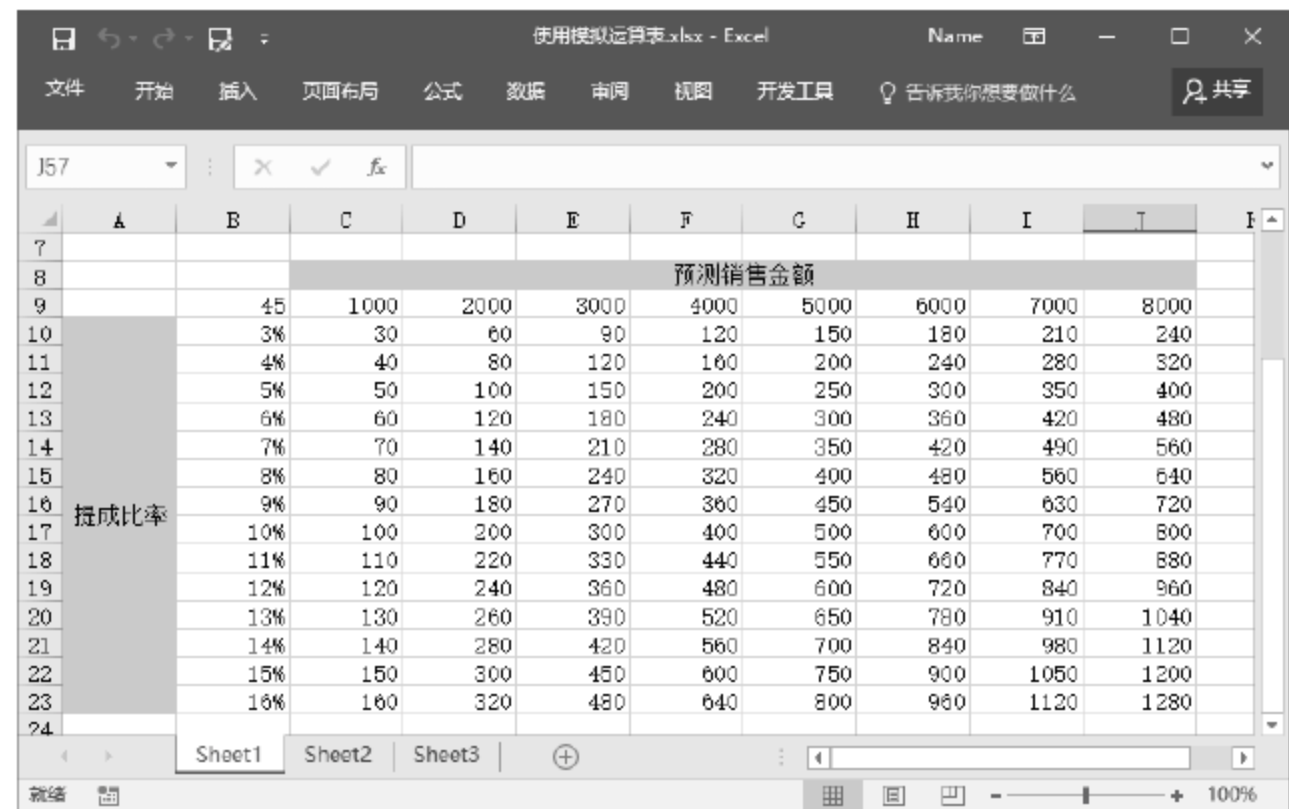 使用模拟运算表.xlsx - Excel Name
文件 开始 插入 页面布局 公式 数据 审阅 视图 开发工具 告诉我你想要做什么 共享
J57 fx
A B C D E F G H I J
7
8 预测销售金额
9 45 1000 2000 3000 4000 5000 6000 7000 8000
10 3% 30 60 90 120 150 180 210 240
11 4% 40 80 120 160 200 240 280 320
12 5% 50 100 150 200 250 300 350 400
13 6% 60 120 180 240 300 360 420 480
14 7% 70 140 210 280 350 420 490 560
15 8% 80 160 240 320 400 480 560 640
16 提成比率 9% 90 180 270 360 450 540 630 720
17 10% 100 200 300 400 500 600 700 800
18 11% 110 220 330 440 550 660 770 880
19 12% 120 240 360 480 600 720 840 960
20 13% 130 260 390 520 650 780 910 1040
21 14% 140 280 420 560 700 840 980 1120
22 15% 150 300 450 600 750 900 1050 1200
23 16% 160 320 480 640 800 960 1120 1280
24
Sheet1 Sheet2 Sheet3
就绪 100%